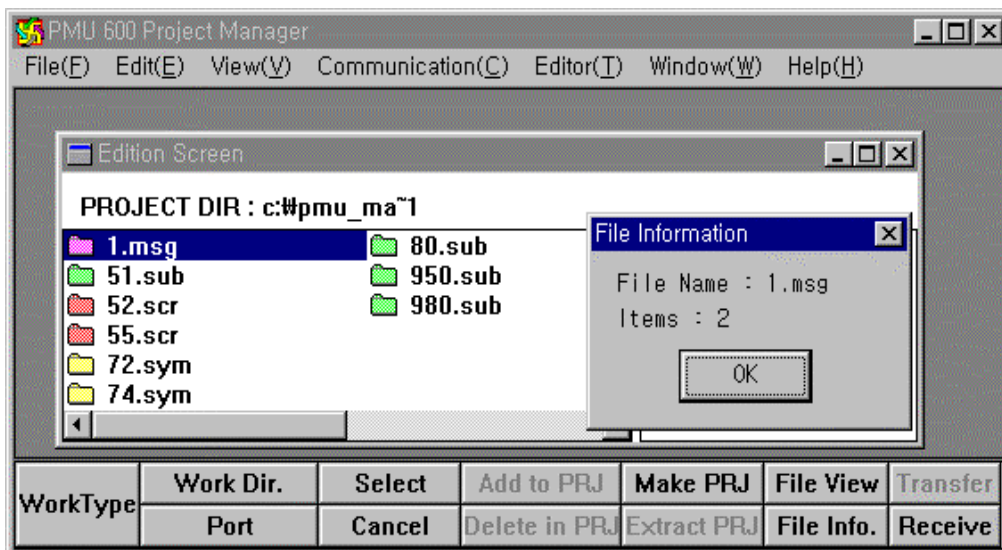 PMU 600 Project Manager
File(F) Edit(E) View(V) Communication(C) Editor(T) Window(W) Help(H)
Edition Screen
PROJECT DIR : c:₩pmu_ma~1
1.msg
51.sub
52.scr
55.scr
72.sym
74.sym
80.sub
950.sub
980.sub
File Information
File Name : 1.msg
Items : 2
OK
WorkType
Work Dir. Select Add to PRJ Make PRJ File View Transfer
Port Cancel Delete in PRJ Extract PRJ File Info. Receive